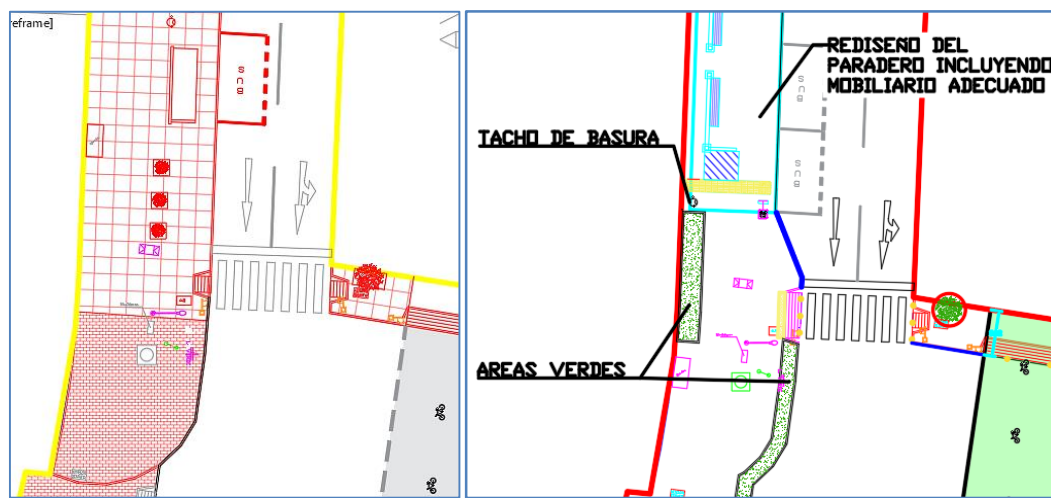 reframe]
BUS
REDISEÑO DEL
PARADERO INCLUYENDO
MOBILIARIO ADECUADO
BUS
BUS
TACHO DE BASURA
AREAS VERDES